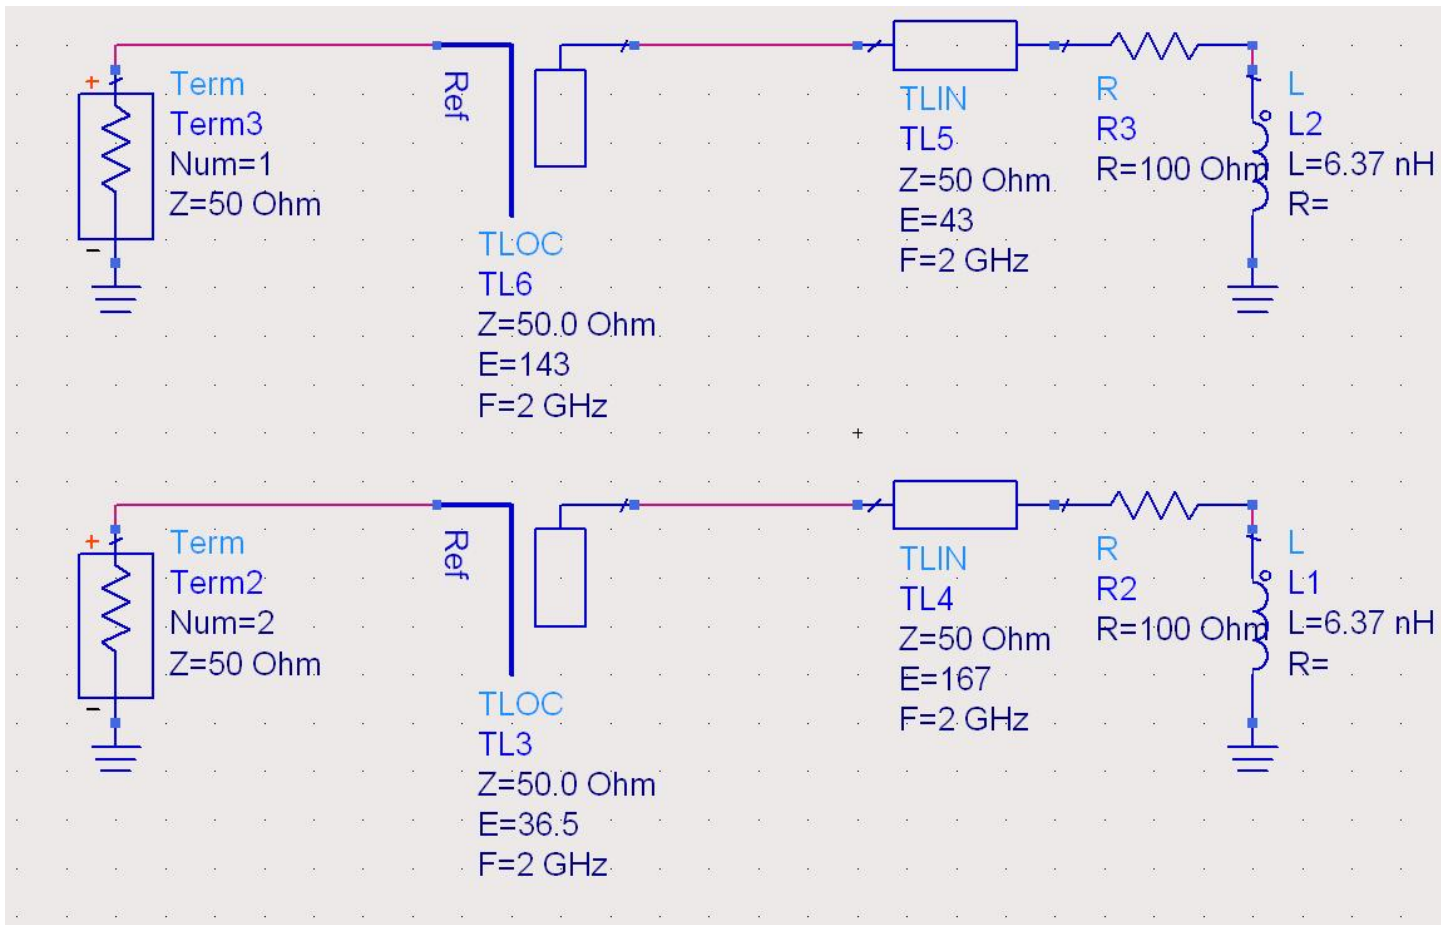 +
Term
Term3
Num=1
Z=50 Ohm
-
Ref
TLOC
TL6
Z=50.0 Ohm
E=143
F=2 GHz
TLIN
TL5
Z=50 Ohm
E=43
F=2 GHz
R
R3
R=100 Ohm
L
L2
L=6.37 nH
R=
+
Term
Term2
Num=2
Z=50 Ohm
-
Ref
TLOC
TL3
Z=50.0 Ohm
E=36.5
F=2 GHz
TLIN
TL4
Z=50 Ohm
E=167
F=2 GHz
R
R2
R=100 Ohm
L
L1
L=6.37 nH
R=